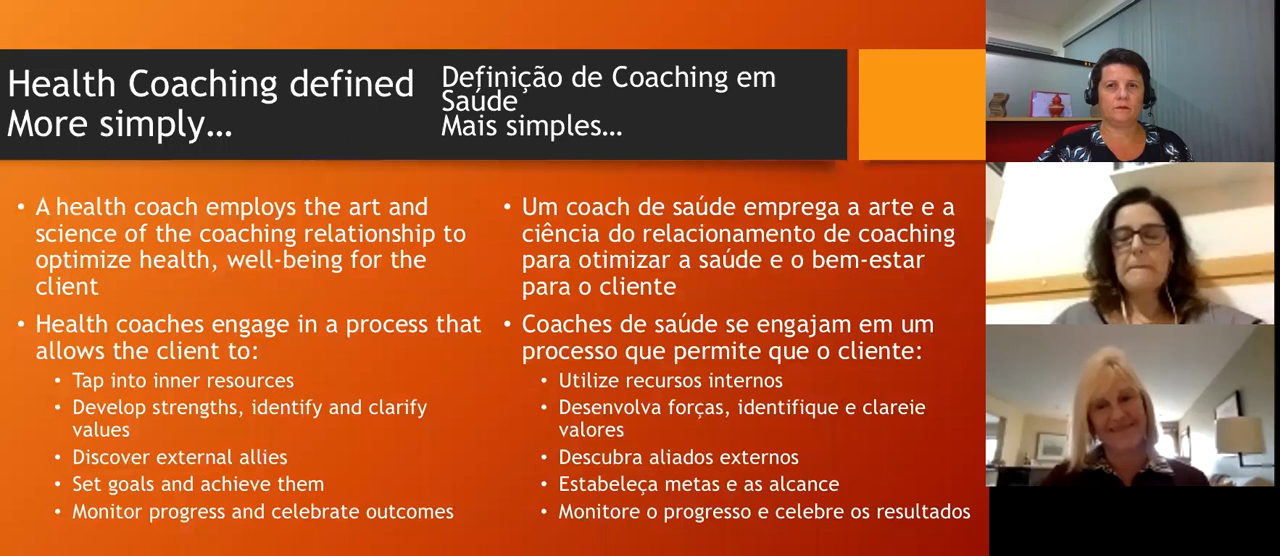 Health Coaching defined
More simply…
Definição de Coaching em
Saúde
Mais simples…
• A health coach employs the art and
science of the coaching relationship to
optimize health, well-being for the
client
• Health coaches engage in a process that
allows the client to:
• Tap into inner resources
• Develop strengths, identify and clarify
values
• Discover external allies
• Set goals and achieve them
• Monitor progress and celebrate outcomes
• Um coach de saúde emprega a arte e a
ciência do relacionamento de coaching
para otimizar a saúde e o bem-estar
para o cliente
• Coaches de saúde se engajam em um
processo que permite que o cliente:
• Utilize recursos internos
• Desenvolva forças, identifique e clareie
valores
• Descubra aliados externos
• Estabeleça metas e as alcance
• Monitore o progresso e celebre os resultados